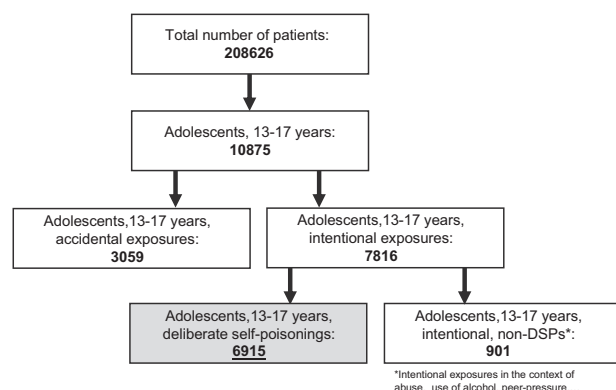 Total number of patients:
208626
Adolescents, 13-17 years:
10875
Adolescents,13-17 years,
accidental exposures:
3059
Adolescents,13-17 years,
intentional exposures:
7816
Adolescents,13-17 years,
deliberate self-poisonings:
6915
Adolescents,13-17 years,
intentional, non-DSPs*:
901
*Intentional exposures in the context of
abuse, use of alcohol, peer-pressure